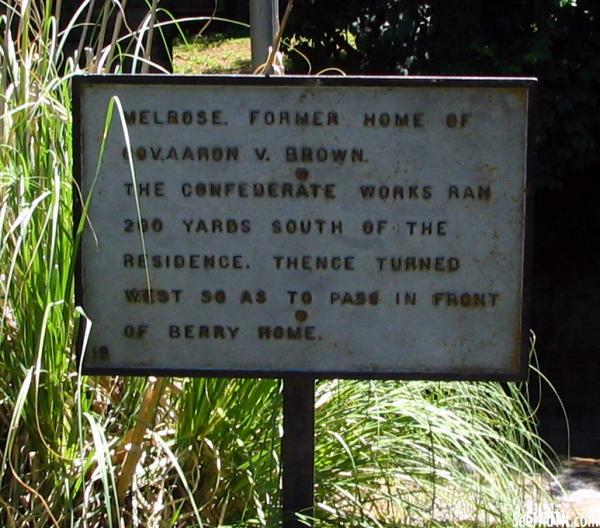 MELROSE. FORMER HOME OF
GOV.AARON V. BROWN.
THE CONFEDERATE WORKS RAN
200 YARDS SOUTH OF THE
RESIDENCE. THENCE TURNED
WEST SO AS TO PASS IN FRONT
OF BERRY HOME.
19